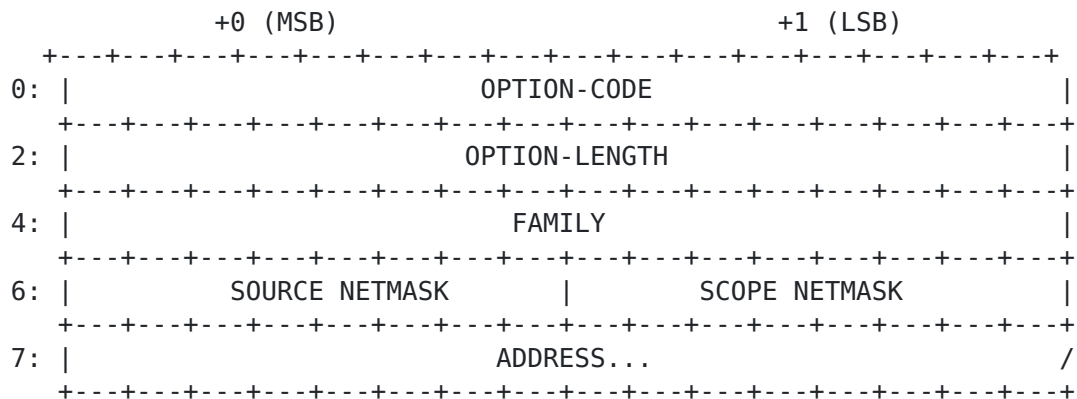 +0 (MSB) +1 (LSB)
+---+---+---+---+---+---+---+---+---+---+---+---+---+---+---+---+
0: | OPTION-CODE |
+---+---+---+---+---+---+---+---+---+---+---+---+---+---+---+---+
2: | OPTION-LENGTH |
+---+---+---+---+---+---+---+---+---+---+---+---+---+---+---+---+
4: | FAMILY |
+---+---+---+---+---+---+---+---+---+---+---+---+---+---+---+---+
6: | SOURCE NETMASK | SCOPE NETMASK |
+---+---+---+---+---+---+---+---+---+---+---+---+---+---+---+---+
7: | ADDRESS... /
+---+---+---+---+---+---+---+---+---+---+---+---+---+---+---+---+